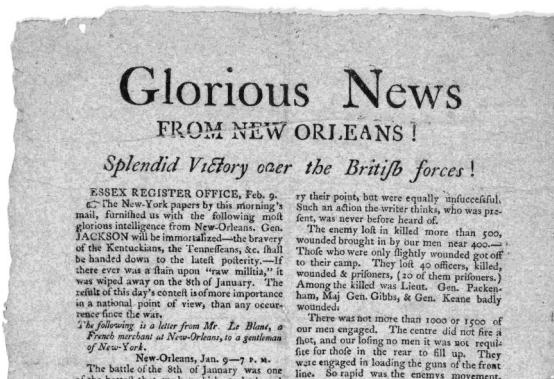 Glorious News
FROM NEW ORLEANS !
Splendid Victory over the Britiſh forces !
ESSEX REGISTER OFFICE, Feb. 9.
The New-York papers by this morning's
mail, furniſhed us with the following moſt
glorious intelligence from New-Orleans. Gen.
JACKSON will be immortalized—the bravery
of the Kentuckians, the Tenneſſeans, &c. ſhall
be handed down to the lateſt poſterity.—If
there ever was a ſtain upon "raw militia," it
was wiped away on the 8th of January. The
reſult of this day's conteſt is of more importance
in a national point of view, than any occur-
rence ſince the war.
The following is a letter from Mr. Le Blanc, a
French merchant at New-Orleans, to a gentleman
of New-York.
New-Orleans, Jan. 9—7 P. M.
The battle of the 8th of January was one
ry their point, but were equally unſucceſsful.
Such an action the writer thinks, who was pre-
ſent, was never before heard of.
The enemy loſt in killed more than 500,
wounded brought in by our men near 400.—
Thoſe who were only ſlightly wounded got off
to their camp. They loſt 40 officers, killed,
wounded & priſoners, (20 of them priſoners.)
Among the killed was Lieut. Gen. Packen-
ham, Maj Gen. Gibbs, & Gen. Keane badly
wounded.
There was not more than 1000 or 1500 of
our men engaged. The centre did not fire a
ſhot, and our loſing no men it was not requi-
ſite for thoſe in the rear to fill up. They
were engaged in loading the guns of the front
line. So rapid was the enemys movement,